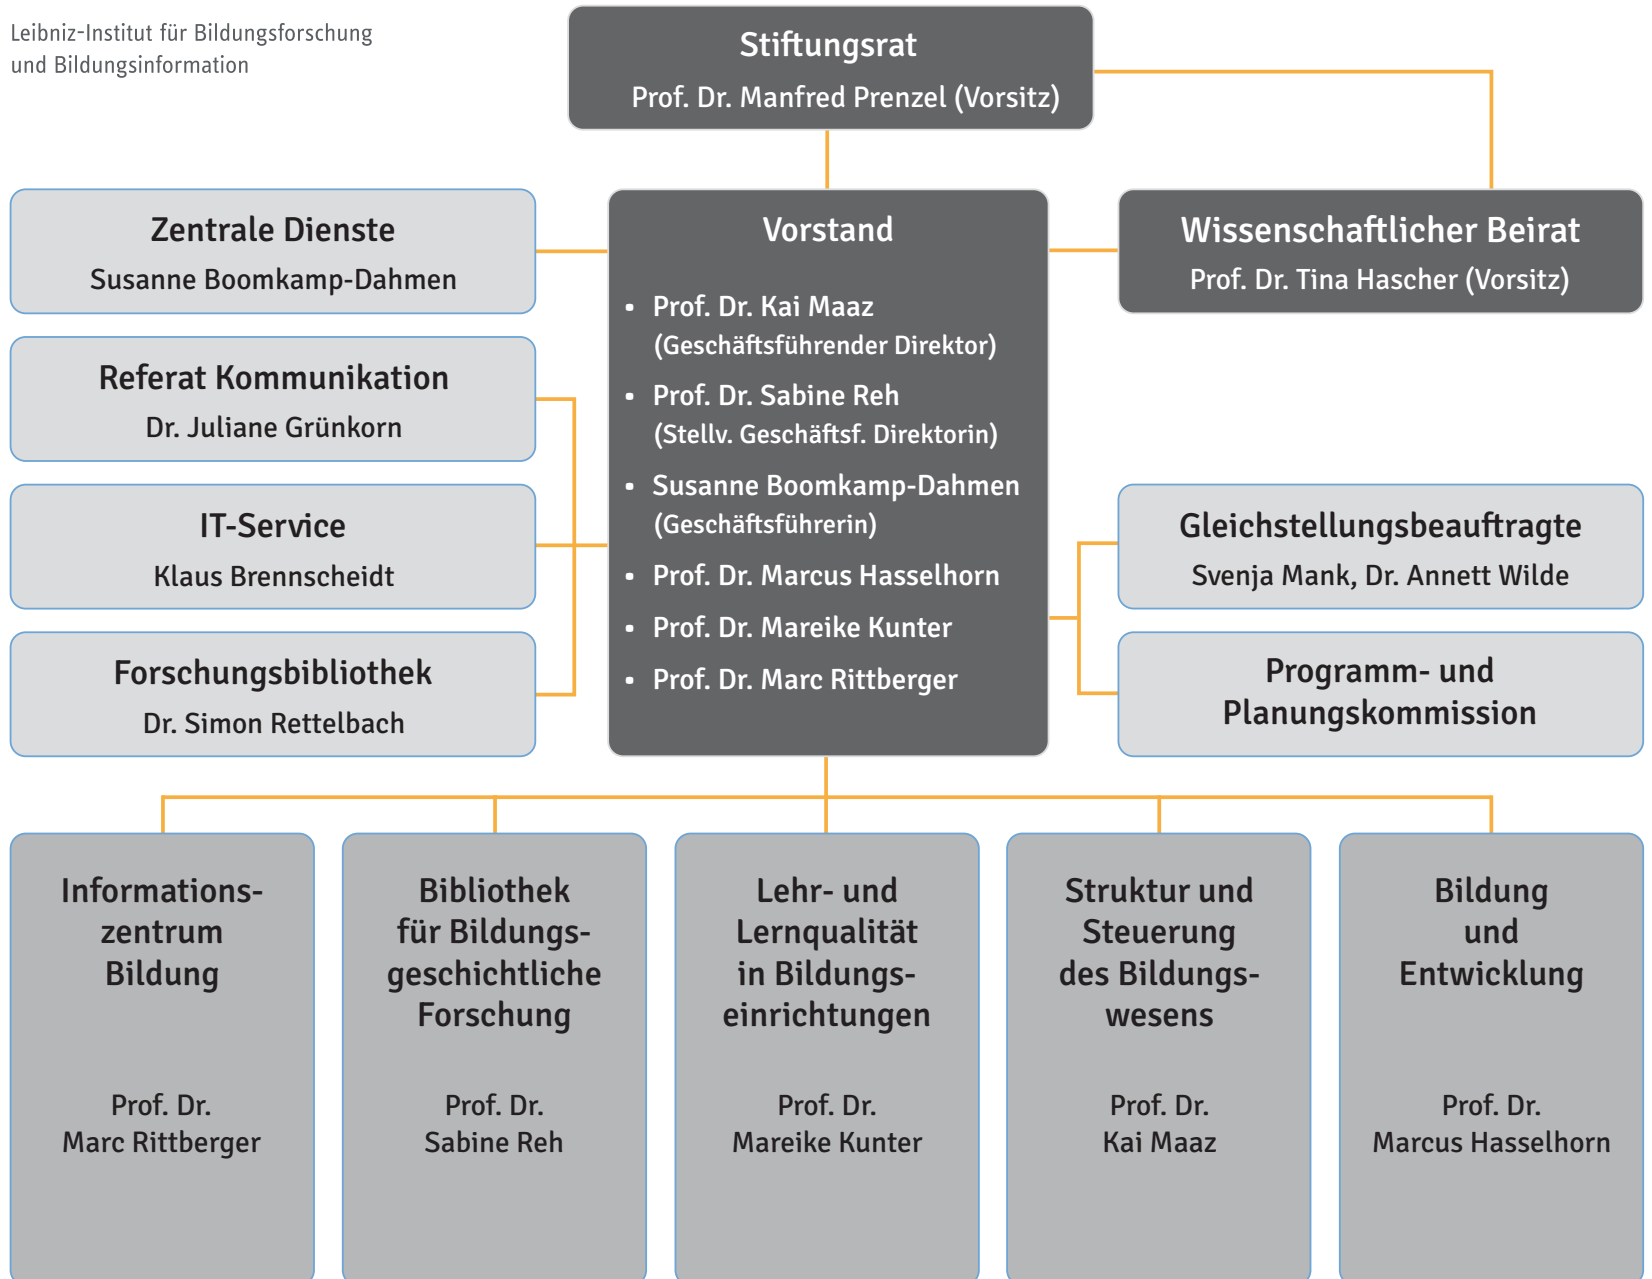 Leibniz-Institut für Bildungsforschung
und Bildungsinformation
Stiftungsrat
Prof. Dr. Manfred Prenzel (Vorsitz)
Zentrale Dienste
Susanne Boomkamp-Dahmen
Referat Kommunikation
Dr. Juliane Grünkorn
IT-Service
Klaus Brennscheidt
Forschungsbibliothek
Dr. Simon Rettelbach
Vorstand
• Prof. Dr. Kai Maaz
(Geschäftsführender Direktor)
• Prof. Dr. Sabine Reh
(Stellv. Geschäftsf. Direktorin)
• Susanne Boomkamp-Dahmen
(Geschäftsführerin)
• Prof. Dr. Marcus Hasselhorn
• Prof. Dr. Mareike Kunter
• Prof. Dr. Marc Rittberger
Wissenschaftlicher Beirat
Prof. Dr. Tina Hascher (Vorsitz)
Gleichstellungsbeauftragte
Svenja Mank, Dr. Annett Wilde
Programm- und
Planungskommission
Informations-
zentrum
Bildung
Prof. Dr.
Marc Rittberger
Bibliothek
für Bildungs-
geschichtliche
Forschung
Prof. Dr.
Sabine Reh
Lehr- und
Lernqualität
in Bildungs-
einrichtungen
Prof. Dr.
Mareike Kunter
Struktur und
Steuerung
des Bildungs-
wesens
Prof. Dr.
Kai Maaz
Bildung
und
Entwicklung
Prof. Dr.
Marcus Hasselhorn